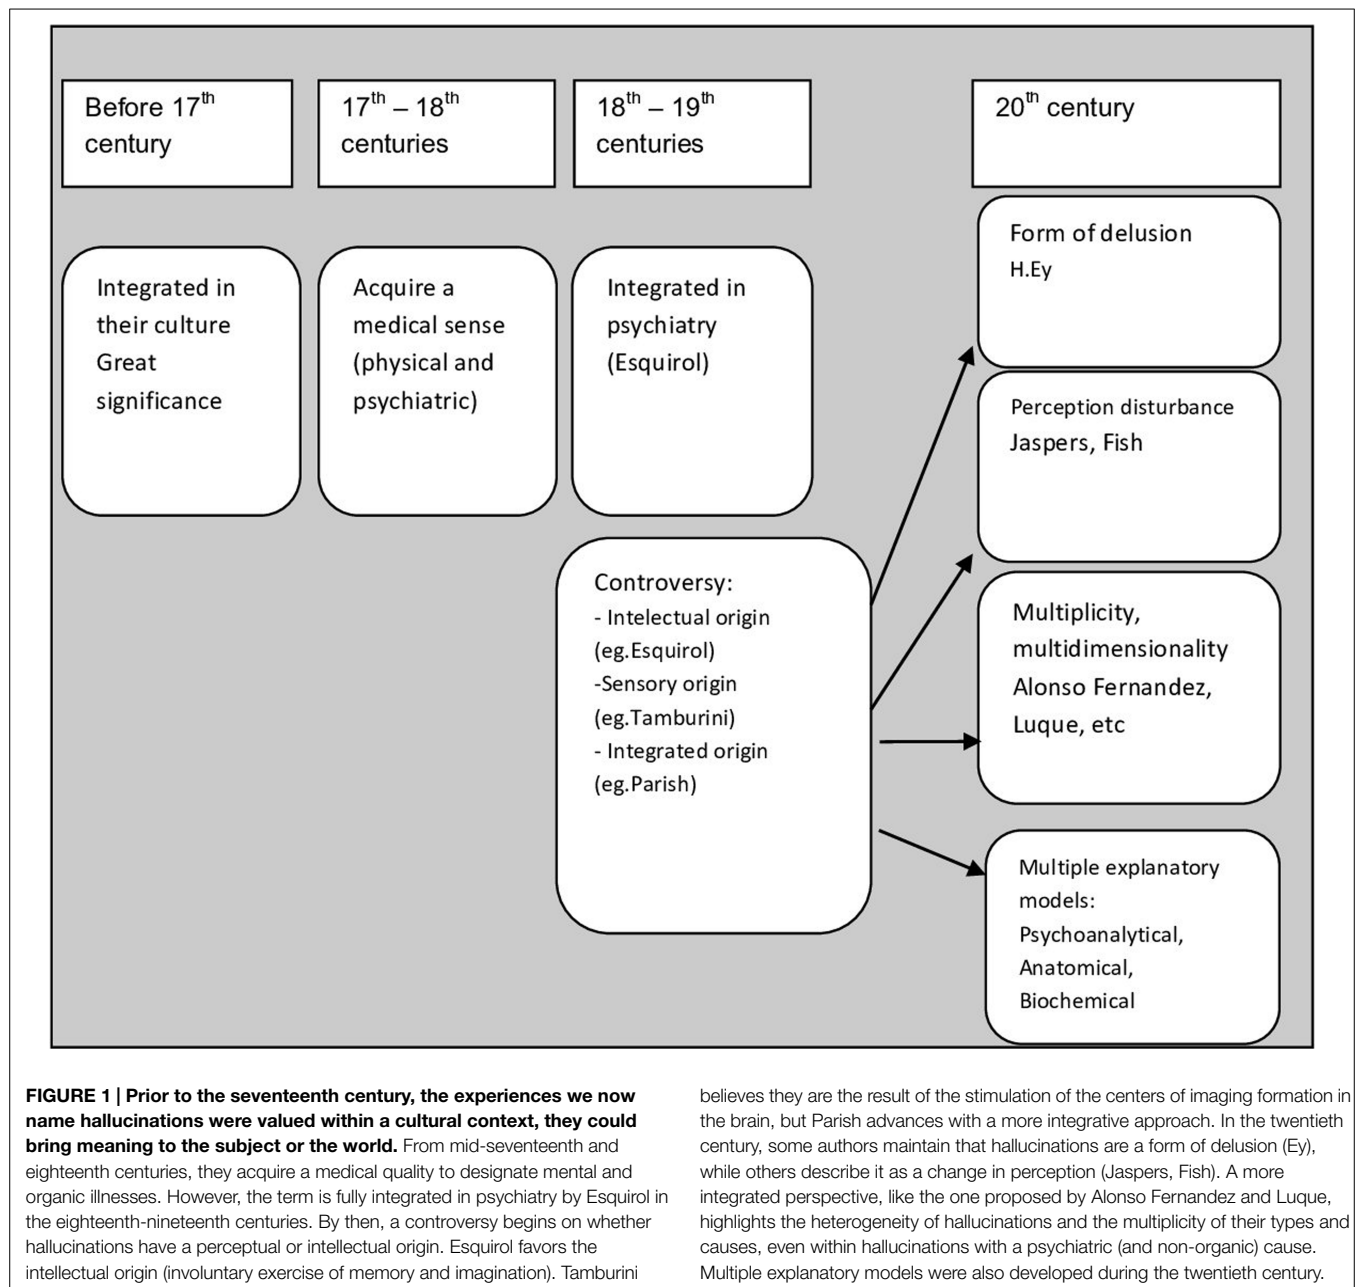 Before 17th
century
17th – 18th
centuries
18th – 19th
centuries
20th century
Integrated in
their culture
Great
significance
Acquire a
medical sense
(physical and
psychiatric)
Integrated in
psychiatry
(Esquirol)
Controversy:
- Intelectual origin
(eg.Esquirol)
-Sensory origin
(eg.Tamburini)
- Integrated origin
(eg.Parish)
Form of delusion
H.Ey
Perception disturbance
Jaspers, Fish
Multiplicity,
multidimensionality
Alonso Fernandez,
Luque, etc
Multiple explanatory
models:
Psychoanalytical,
Anatomical,
Biochemical
FIGURE 1 | Prior to the seventeenth century, the experiences we now
name hallucinations were valued within a cultural context, they could
bring meaning to the subject or the world. From mid-seventeenth and
eighteenth centuries, they acquire a medical quality to designate mental and
organic illnesses. However, the term is fully integrated in psychiatry by Esquirol in
the eighteenth-nineteenth centuries. By then, a controversy begins on whether
hallucinations have a perceptual or intellectual origin. Esquirol favors the
intellectual origin (involuntary exercise of memory and imagination). Tamburini
believes they are the result of the stimulation of the centers of imaging formation in
the brain, but Parish advances with a more integrative approach. In the twentieth
century, some authors maintain that hallucinations are a form of delusion (Ey),
while others describe it as a change in perception (Jaspers, Fish). A more
integrated perspective, like the one proposed by Alonso Fernandez and Luque,
highlights the heterogeneity of hallucinations and the multiplicity of their types and
causes, even within hallucinations with a psychiatric (and non-organic) cause.
Multiple explanatory models were also developed during the twentieth century.